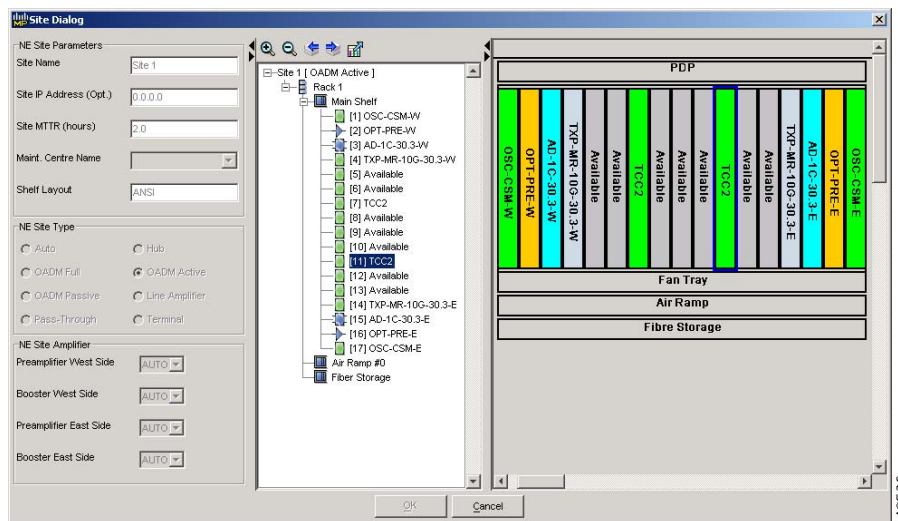 MP Site Dialog
NE Site Parameters
Site Name
Site 1
Site IP Address (Opt.)
0.0.0.0
Site MTTR (hours)
2.0
Maint. Centre Name
Shelf Layout
ANSI
NE Site Type
Auto
Hub
OADM Full
OADM Active
OADM Passive
Line Amplifier
Pass-Through
Terminal
NE Site Amplifier
Preamplifier West Side
AUTO
Booster West Side
AUTO
Preamplifier East Side
AUTO
Booster East Side
AUTO
Site 1 [ OADM Active ]
Rack 1
Main Shelf
[1] OSC-CSM-W
[2] OPT-PRE-W
[3] AD-1C-30.3-W
[4] TXP-MR-10G-30.3-W
[5] Available
[6] Available
[7] TCC2
[8] Available
[9] Available
[10] Available
[11] TCC2
[12] Available
[13] Available
[14] TXP-MR-10G-30.3-E
[15] AD-1C-30.3-E
[16] OPT-PRE-E
[17] OSC-CSM-E
Air Ramp #0
Fiber Storage
PDP
OSC-CSM-W
OPT-PRE-W
AD-1C-30.3-W
TXP-MR-10G-30.3-W
Available
Available
TCC2
Available
Available
Available
TCC2
Available
Available
TXP-MR-10G-30.3-E
AD-1C-30.3-E
OPT-PRE-E
OSC-CSM-E
Fan Tray
Air Ramp
Fibre Storage
OK
Cancel